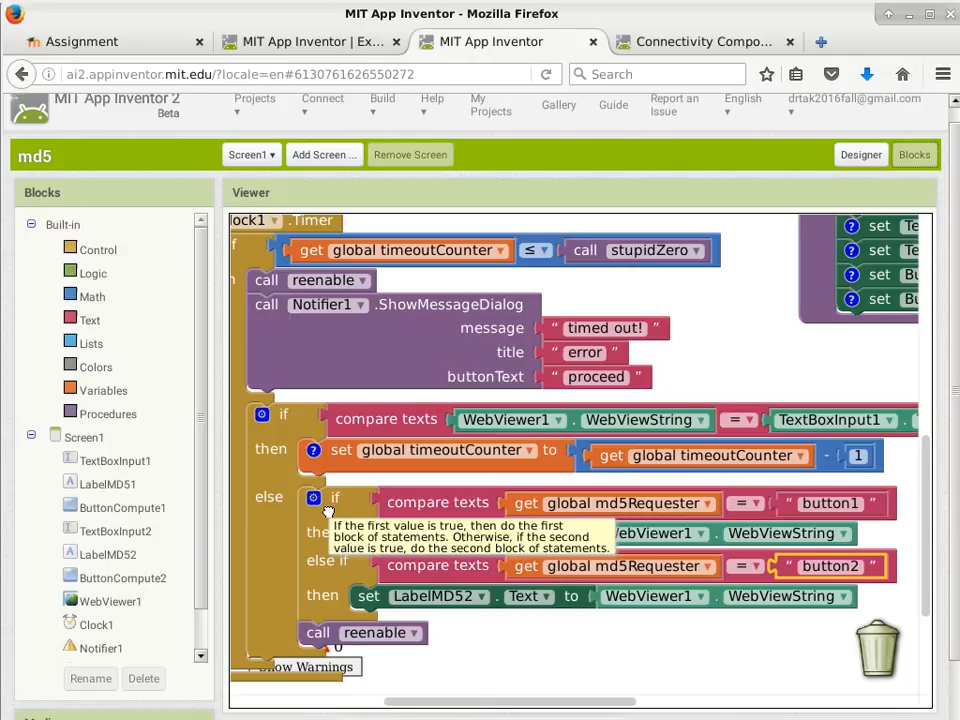 MIT App Inventor - Mozilla Firefox
Assignment
MIT App Inventor | Ex...
MIT App Inventor
Connectivity Compo...
ai2.appinventor.mit.edu/?locale=en#6130761626550272
Search
MIT App Inventor 2
Beta
Projects
Connect
Build
Help
My Projects
Gallery
Guide
Report an Issue
English
drtak2016fall@gmail.com
md5
Screen1
Add Screen ...
Remove Screen
Designer
Blocks
Blocks
Viewer
Built-in
Control
Logic
Math
Text
Lists
Colors
Variables
Procedures
Screen1
TextBoxInput1
LabelMD51
ButtonCompute1
TextBoxInput2
LabelMD52
ButtonCompute2
WebViewer1
Clock1
Notifier1
Rename
Delete
lock1 .Timer
get global timeoutCounter ≤ call stupidZero
call reenable
call Notifier1 .ShowMessageDialog
message " timed out! "
title " error "
buttonText " proceed "
if compare texts WebViewer1 . WebViewString = TextBoxInput1 .
then set global timeoutCounter to get global timeoutCounter - 1
else if compare texts get global md5Requester = " button1 "
the
If the first value is true, then do the first
block of statements. Otherwise, if the second
value is true, do the second block of statements.
ebViewer1 . WebViewString
else if compare texts get global md5Requester = " button2 "
then set LabelMD52 . Text to WebViewer1 . WebViewString
call reenable
0
Show Warnings
set Te
set Te
set Bu
set Bu